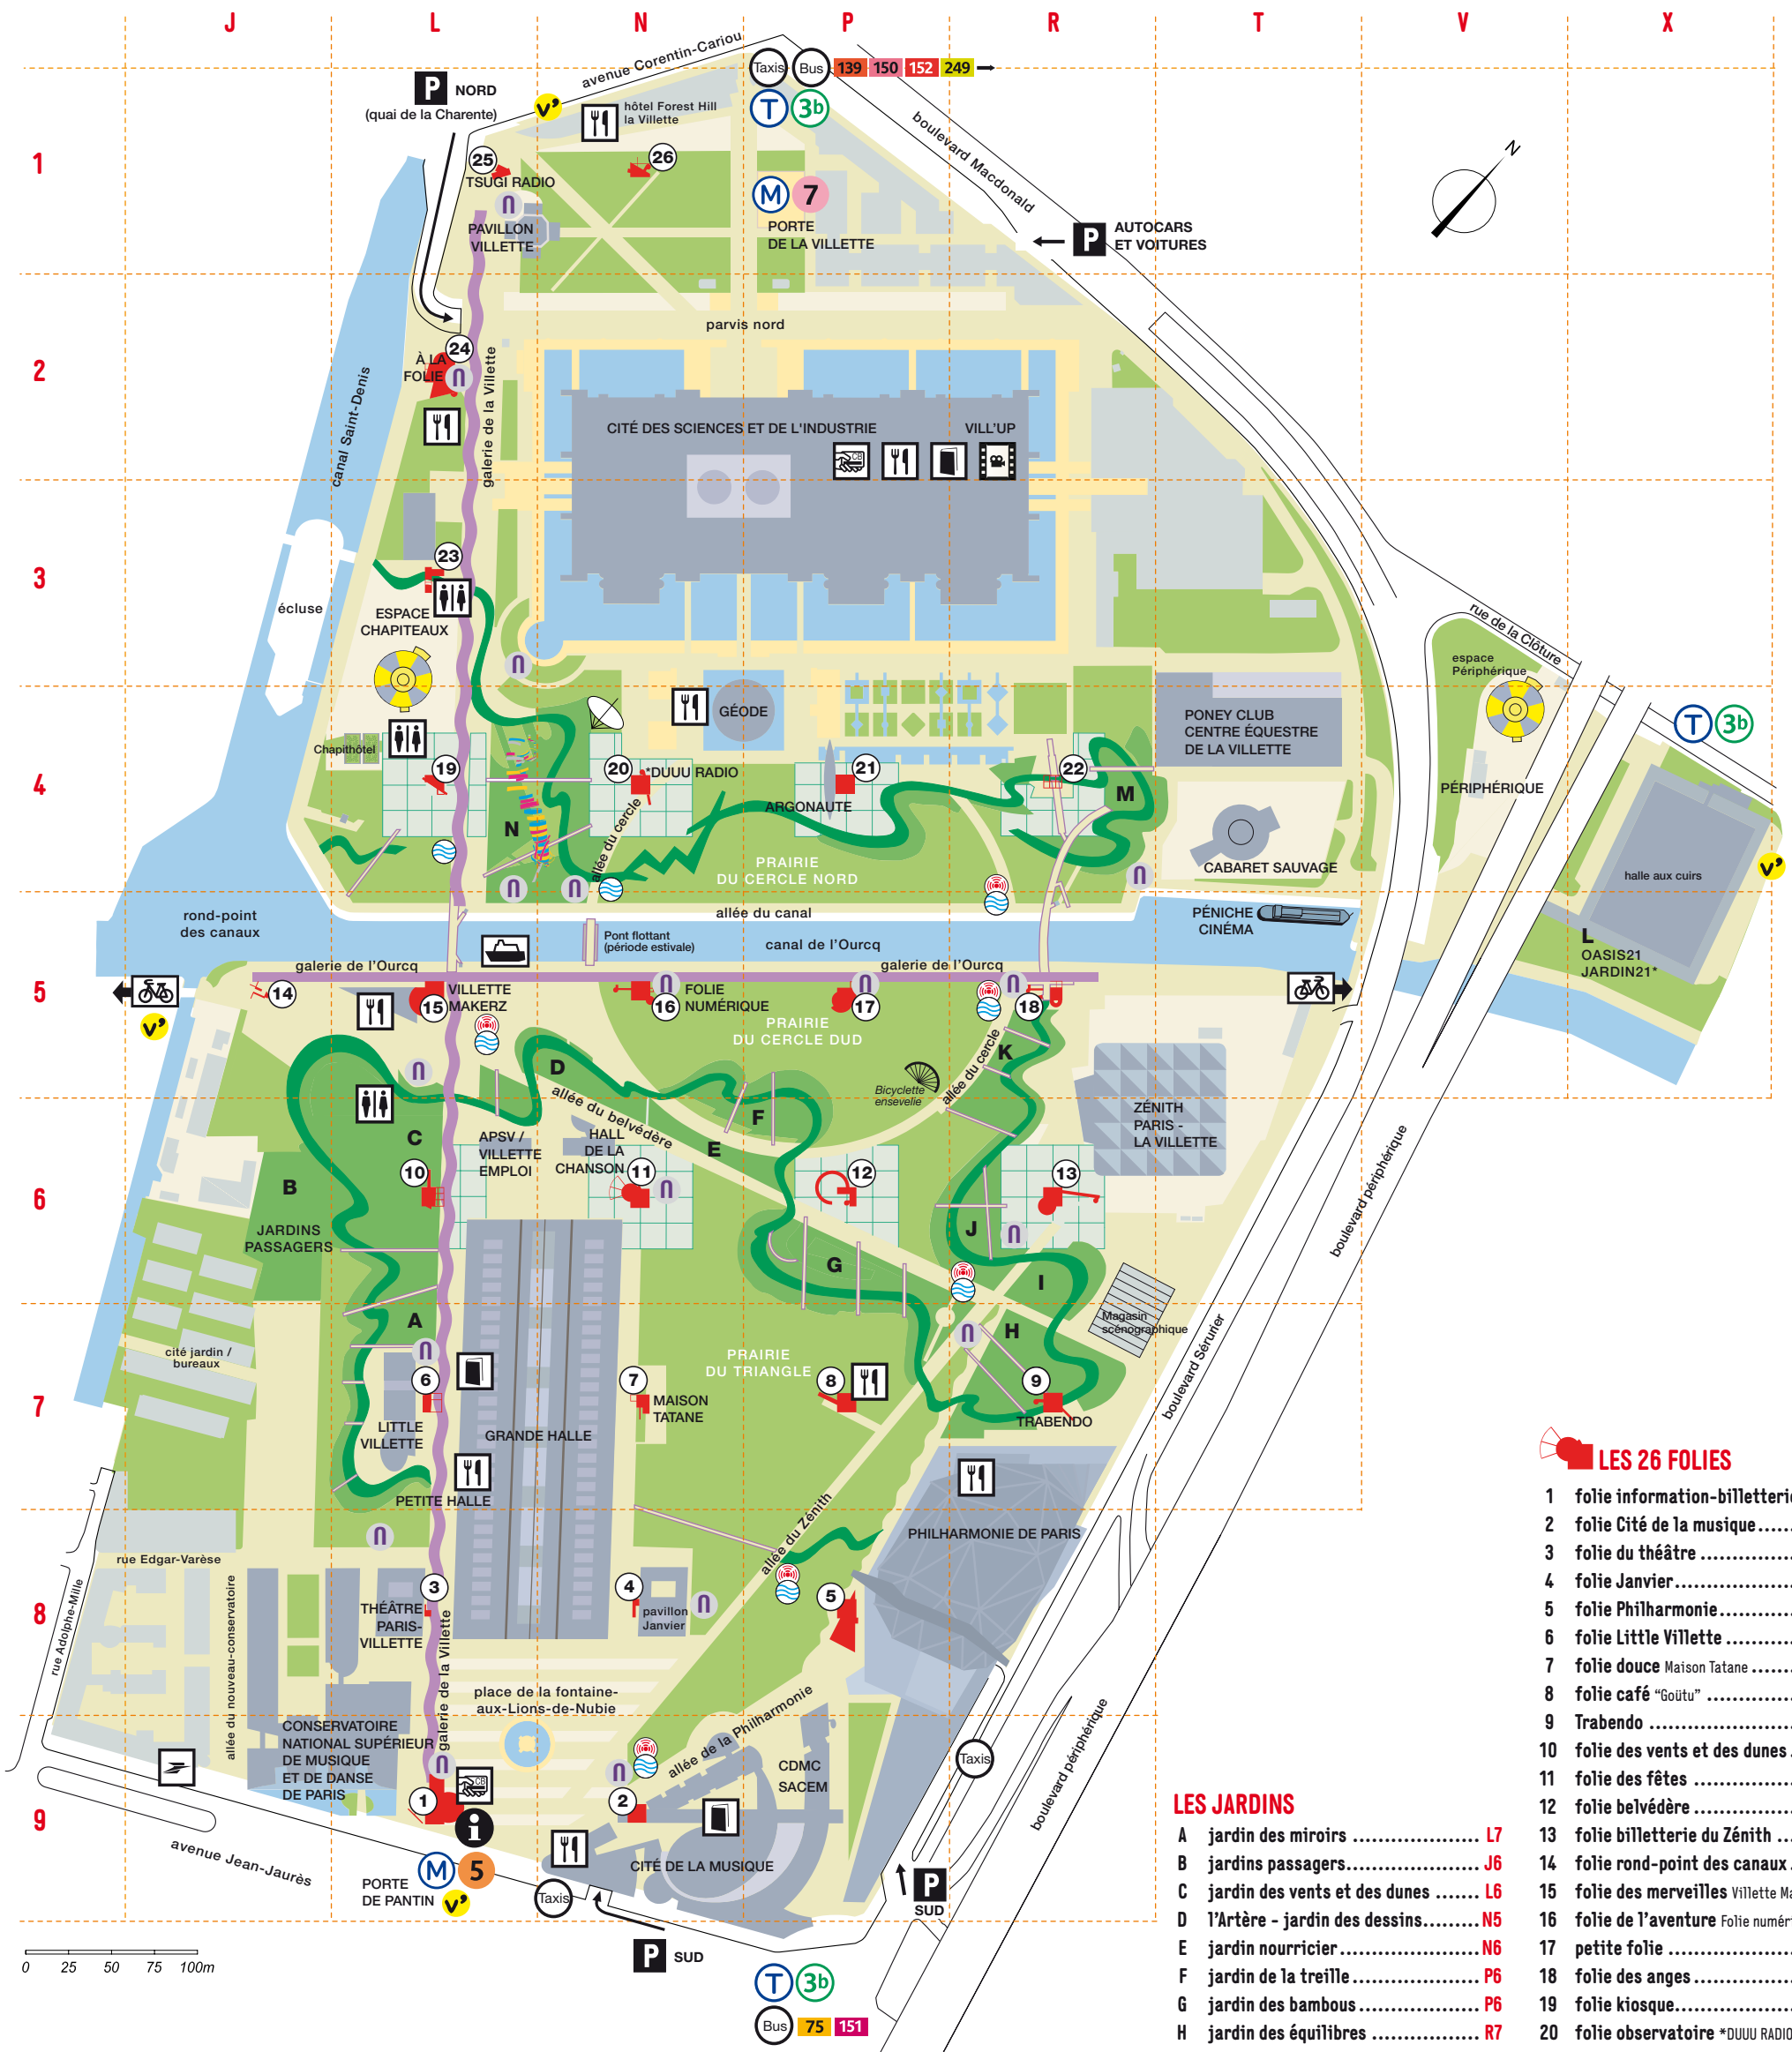 J L N P R T V X
avenue Corentin-Cariou
Taxis Bus 139 150 152 249
T 3b
P NORD
(quai de la Charente)
v'
hôtel Forest Hill
la Villette
boulevard Macdonald
N
1
25
TSUGI RADIO
26
M 7
PORTE
DE LA VILLETTE
P AUTOCARS
ET VOITURES
PAVILLON
VILLETTE
parvis nord
2
24
À LA
FOLIE
canal Saint-Denis
galerie de la Villette
CITÉ DES SCIENCES ET DE L'INDUSTRIE
VILL'UP
CB
3
23
écluse
ESPACE
CHAPITEAUX
rue de la Clôture
espace
Périphérique
GÉODE
PONEY CLUB
CENTRE ÉQUESTRE
DE LA VILLETTE
T 3b
Chapithôtel
4
19
20
*DUUU RADIO
21
22
ARGONAUTE
M
N
allée du cercle
PÉRIPHÉRIQUE
PRAIRIE
DU CERCLE NORD
CABARET SAUVAGE
halle aux cuirs
v'
rond-point
des canaux
allée du canal
PÉNICHE
CINÉMA
Pont flottant
(période estivale)
canal de l'Ourcq
L
OASIS21
JARDIN21*
galerie de l'Ourcq
galerie de l'Ourcq
5
14
15
VILLETTE
MAKERZ
16
FOLIE
NUMÉRIQUE
17
18
v'
PRAIRIE
DU CERCLE DUD
K
D
allée du cercle
Bicyclette
ensevelie
allée du belvédère
F
E
C
APSV /
VILLETTE
EMPLOI
HALL
DE LA
CHANSON
ZÉNITH
PARIS -
LA VILLETTE
boulevard périphérique
6
10
11
12
13
B
JARDINS
PASSAGERS
J
G
I
A
H
Magasin
scénographique
cité jardin /
bureaux
PRAIRIE
DU TRIANGLE
boulevard Sérurier
7
6
7
MAISON
TATANE
8
9
TRABENDO
LITTLE
VILLETTE
GRANDE HALLE
PETITE HALLE
PHILHARMONIE DE PARIS
allée du Zénith
rue Edgar-Varèse
rue Adolphe-Mille
allée du nouveau-conservatoire
8
3
4
5
THÉÂTRE
PARIS-
VILLETTE
pavillon
Janvier
galerie de la Villette
place de la fontaine-
aux-Lions-de-Nubie
allée de la Philharmonie
CONSERVATOIRE
NATIONAL SUPÉRIEUR
DE MUSIQUE
ET DE DANSE
DE PARIS
CDMC
SACEM
Taxis
boulevard périphérique
CB
9
1
2
i
CITÉ DE LA MUSIQUE
avenue Jean-Jaurès
M 5
PORTE
DE PANTIN
v'
Taxis
P
SUD
P SUD
0 25 50 75 100m
T 3b
Bus 75 151
LES JARDINS
A jardin des miroirs .................... L7
B jardins passagers..................... J6
C jardin des vents et des dunes ....... L6
D l'Artère - jardin des dessins......... N5
E jardin nourricier...................... N6
F jardin de la treille.................... P6
G jardin des bambous................... P6
H jardin des équilibres ................. R7
LES 26 FOLIES
1 folie information-billetterie
2 folie Cité de la musique.....
3 folie du théâtre .............
4 folie Janvier.................
5 folie Philharmonie...........
6 folie Little Villette ..........
7 folie douce Maison Tatane ......
8 folie café “Goütu” .............
9 Trabendo ....................
10 folie des vents et des dunes .
11 folie des fêtes ..............
12 folie belvédère ..............
13 folie billetterie du Zénith ...
14 folie rond-point des canaux .
15 folie des merveilles Villette Ma
16 folie de l'aventure Folie numér
17 petite folie ..................
18 folie des anges ..............
19 folie kiosque.................
20 folie observatoire *DUUU RADIO